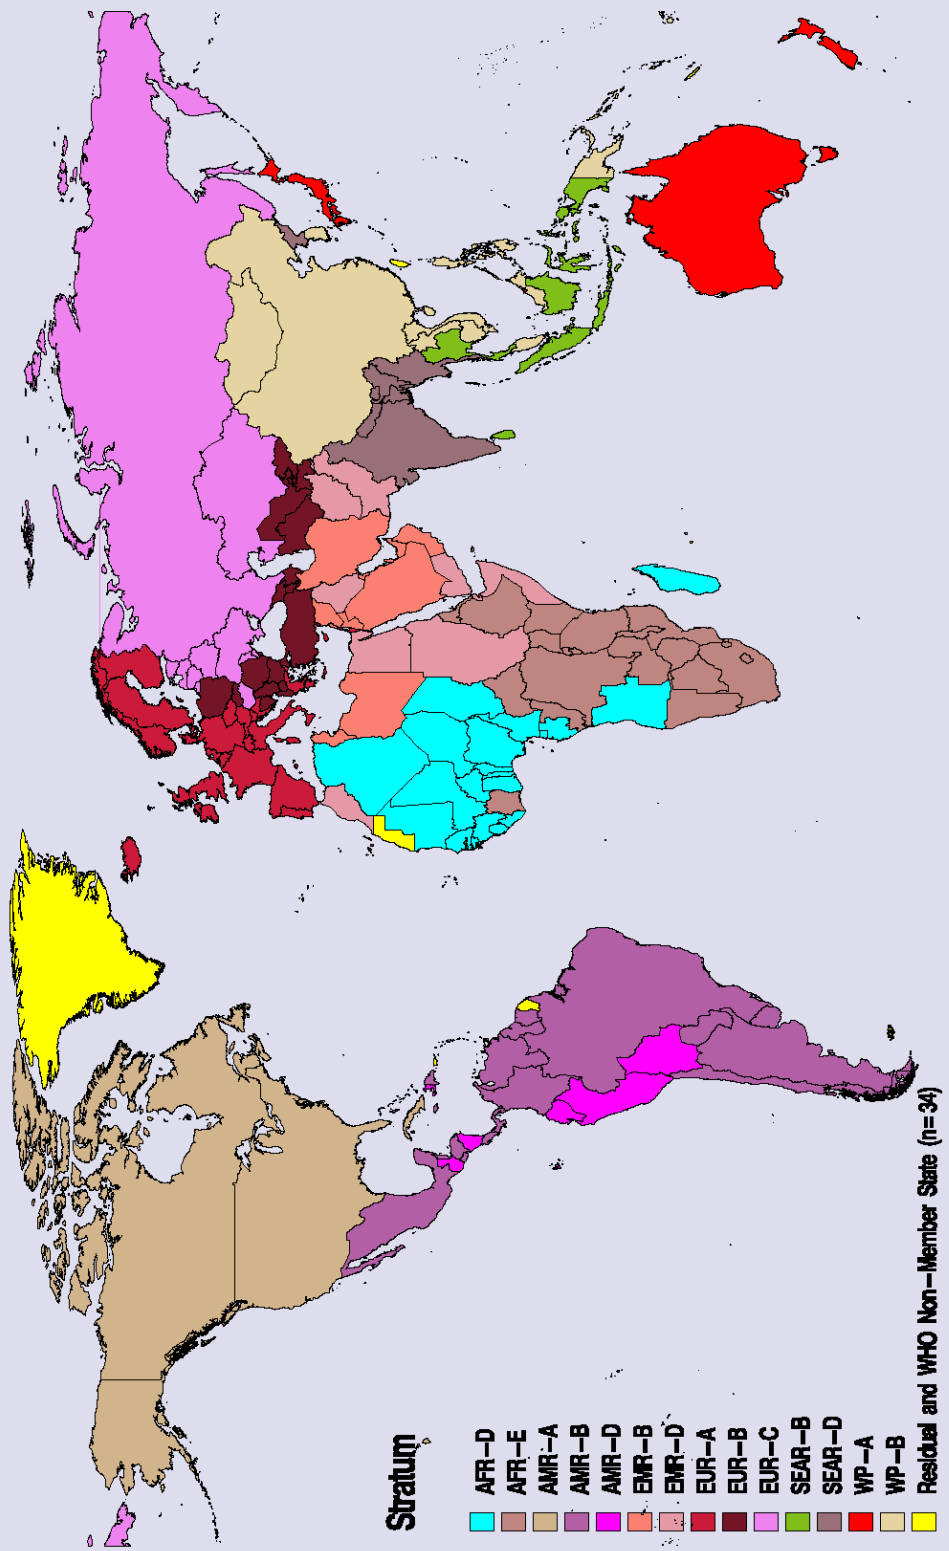 Stratum
AFR-D
AFR-E
AMR-A
AMR-B
AMR-D
EMR-B
EMR-D
EUR-A
EUR-B
EUR-C
SEAR-B
SEAR-D
WP-A
WP-B
Residual and WHO Non-Member State (n=34)